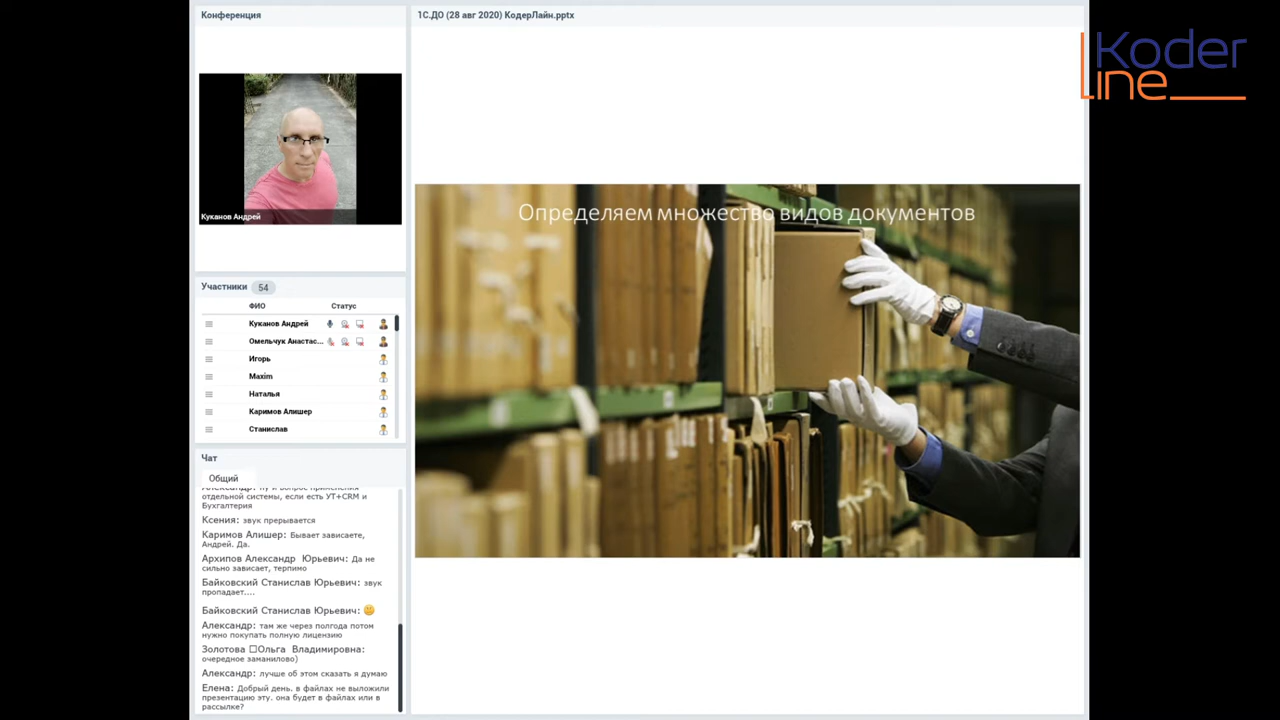 Конференция
1С.ДО (28 авг 2020) КодерЛайн.pptx
Koder
Line
Куканов Андрей
Определяем множество видов документов
Участники 54
ФИО Статус
Куканов Андрей
Омельчук Анастас...
Игорь
Maxim
Наталья
Каримов Алишер
Станислав
Чат
Общий
отдельной системы, если есть УТ+CRM и
Бухгалтерия
Ксения: звук прерывается
Каримов Алишер: Бывает зависаете,
Андрей. Да.
Архипов Александр Юрьевич: Да не
сильно зависает, терпимо
Байковский Станислав Юрьевич: звук
пропадает....
Байковский Станислав Юрьевич:
Александр: там же через полгода потом
нужно покупать полную лицензию
Золотова □Ольга Владимировна:
очередное заманилово)
Александр: лучше об этом сказать я думаю
Елена: Добрый день. в файлах не выложили
презентацию эту. она будет в файлах или в
рассылке?